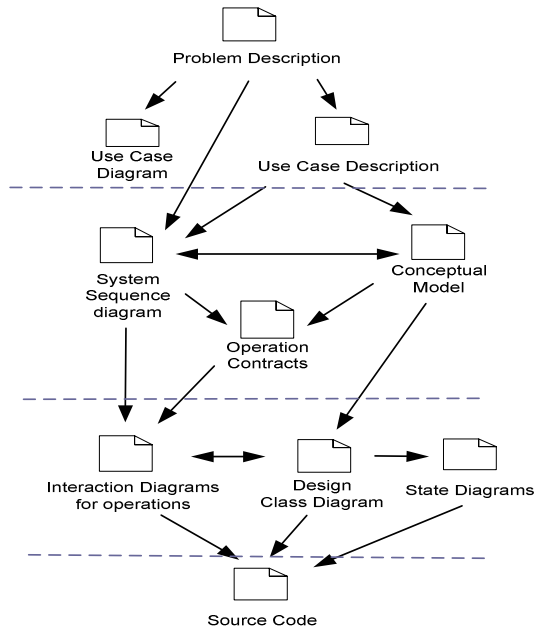 Problem Description
Use Case
Diagram
Use Case Description
System
Sequence
diagram
Conceptual
Model
Operation
Contracts
Interaction Diagrams
for operations
Design
Class Diagram
State Diagrams
Source Code